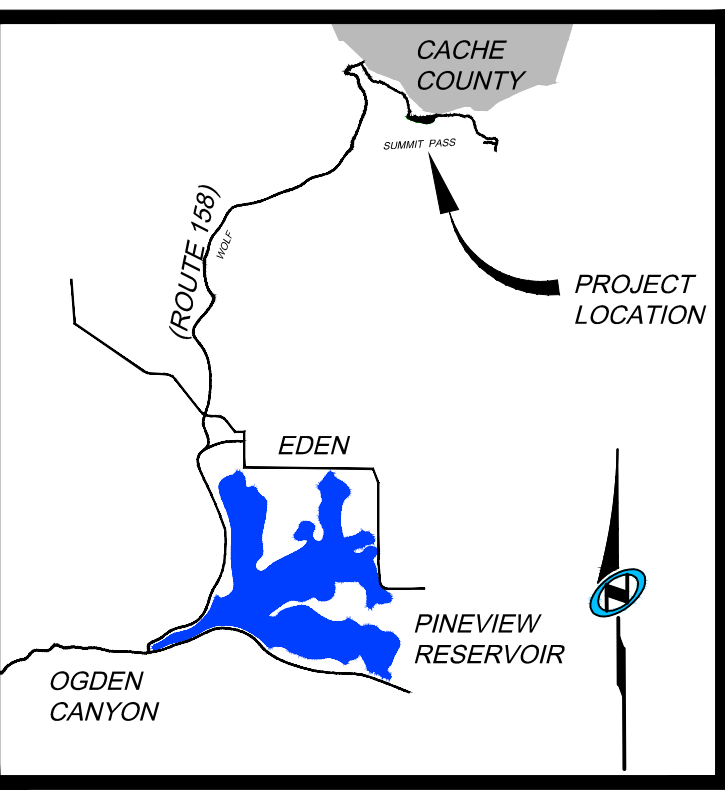 CACHE
COUNTY
SUMMIT PASS
(ROUTE 158)
WOLF
PROJECT
LOCATION
EDEN
N
PINEVIEW
RESERVOIR
OGDEN
CANYON